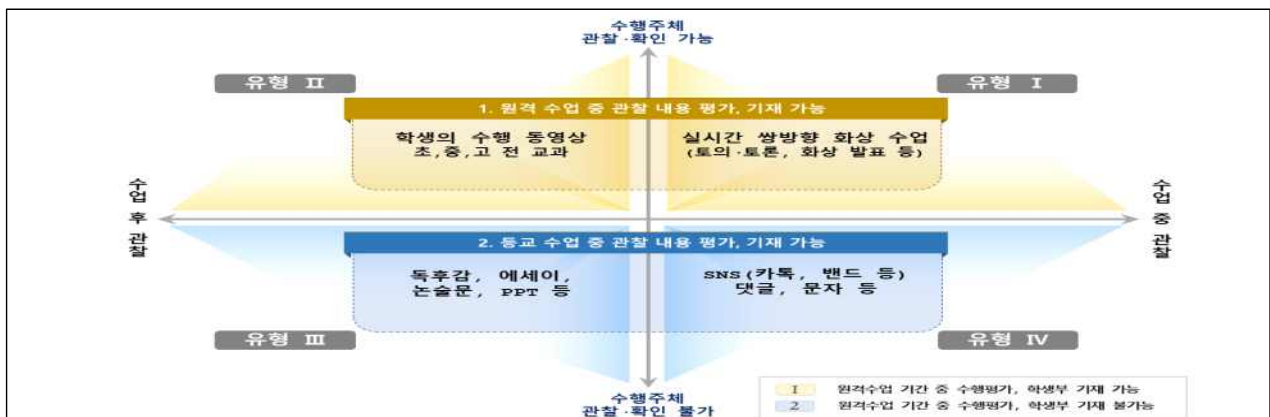 수행주체
관찰·확인 가능
유형 Ⅱ
유형 Ⅰ
1. 원격 수업 중 관찰 내용 평가, 기재 가능
학생의 수행 동영상
초,중,고 전 교과
실시간 쌍방향 화상 수업
(토의·토론, 화상 발표 등)
수업 후 관찰
수업 중 관찰
2. 등교 수업 중 관찰 내용 평가, 기재 가능
독후감, 에세이,
논술문, PPT 등
SNS(카톡, 밴드 등)
댓글, 문자 등
유형 Ⅲ
유형 Ⅳ
수행주체
관찰·확인 불가
1 원격수업 기간 중 수행평가, 학생부 기재 가능
2 원격수업 기간 중 수행평가, 학생부 기재 불가능